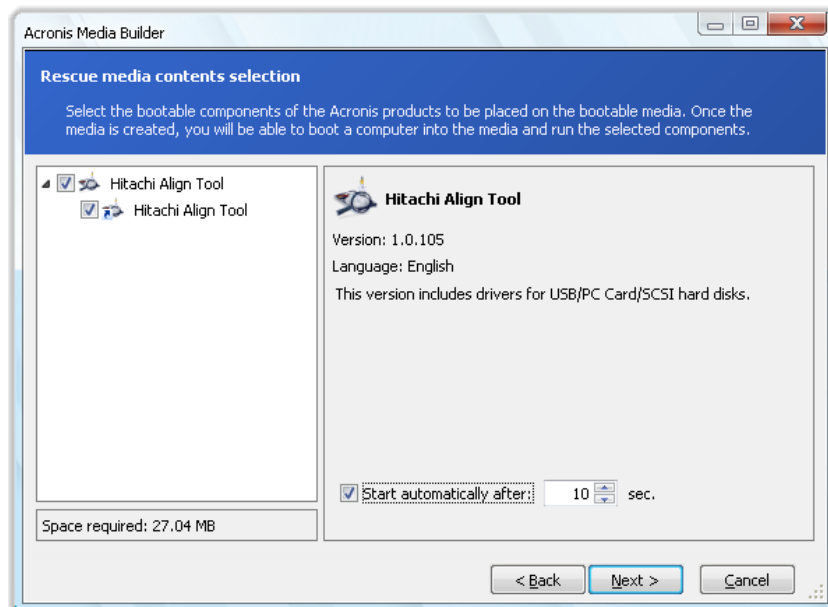 Acronis Media Builder
Rescue media contents selection
Select the bootable components of the Acronis products to be placed on the bootable media. Once the
media is created, you will be able to boot a computer into the media and run the selected components.
Hitachi Align Tool
Hitachi Align Tool
Space required: 27.04 MB
Hitachi Align Tool
Version: 1.0.105
Language: English
This version includes drivers for USB/PC Card/SCSI hard disks.
Start automatically after: 10 sec.
< Back Next > Cancel